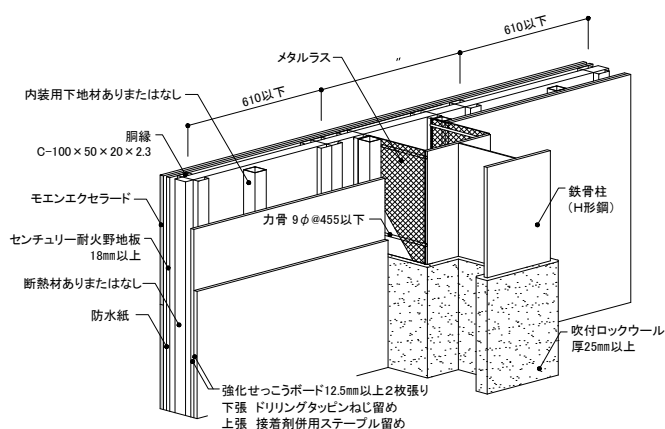 610以下
〃
610以下
メタルラス
内装用下地材ありまたはなし
胴縁
C-100×50×20×2.3
モエンエクセラード
センチュリー耐火野地板
18mm以上
断熱材ありまたはなし
防水紙
力骨 9φ@455以下
鉄骨柱
（H形鋼）
吹付ロックウール
厚25mm以上
強化せっこうボード12.5mm以上２枚張り
下張 ドリリングタッピンねじ留め
上張 接着剤併用ステープル留め